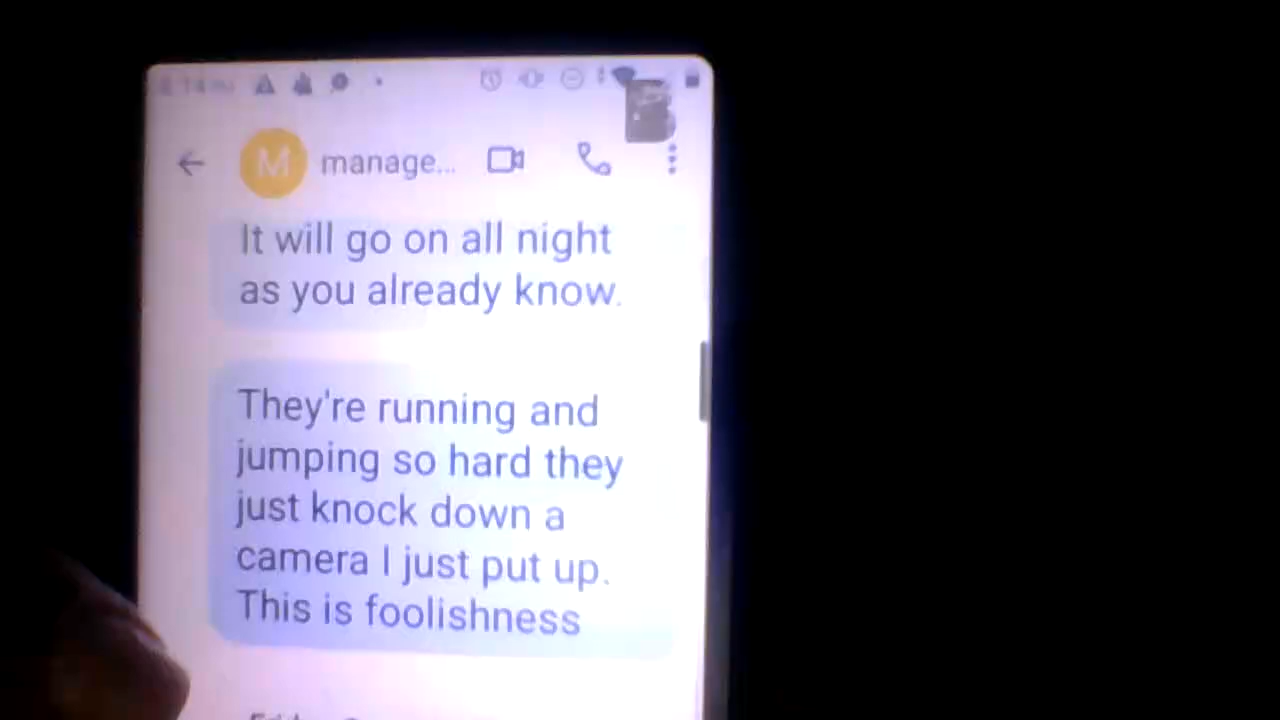 M manage...
It will go on all night
as you already know.
They're running and
jumping so hard they
just knock down a
camera I just put up.
This is foolishness